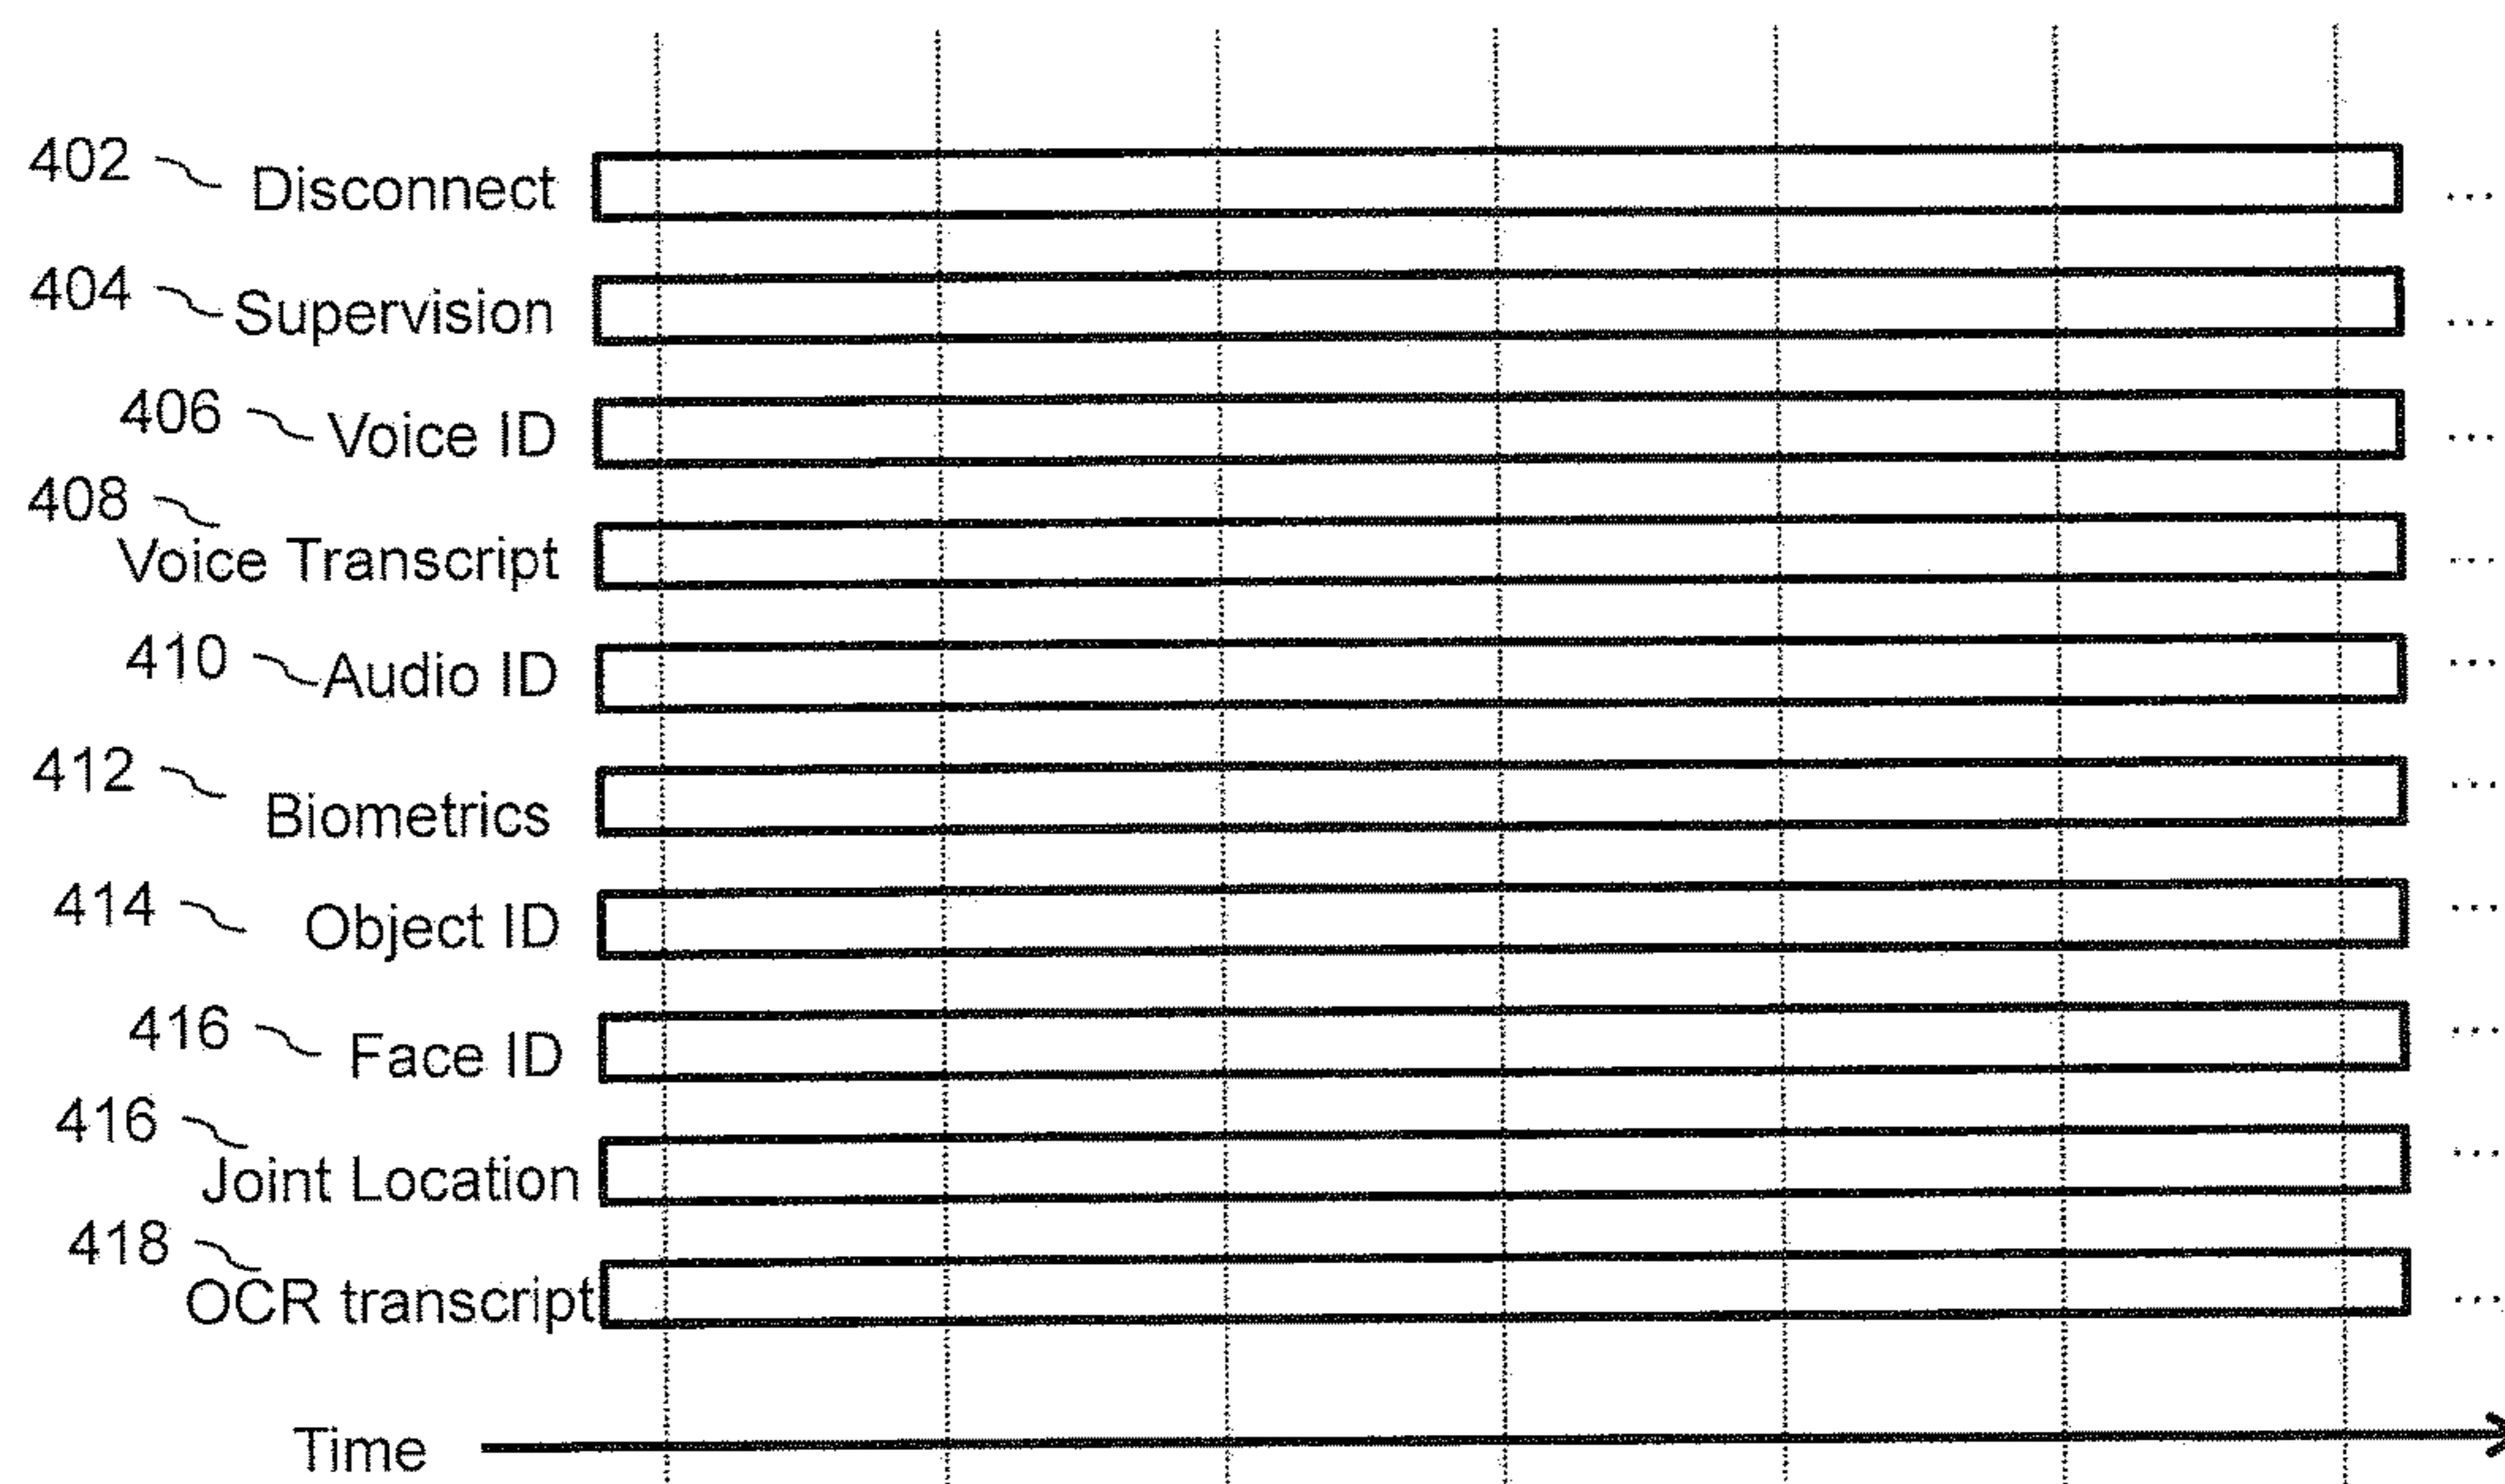 402 Disconnect ...
404 Supervision ...
406 Voice ID ...
408
Voice Transcript ...
410 Audio ID ...
412 Biometrics ...
414 Object ID ...
416 Face ID ...
416
Joint Location ...
418
OCR transcript ...
Time